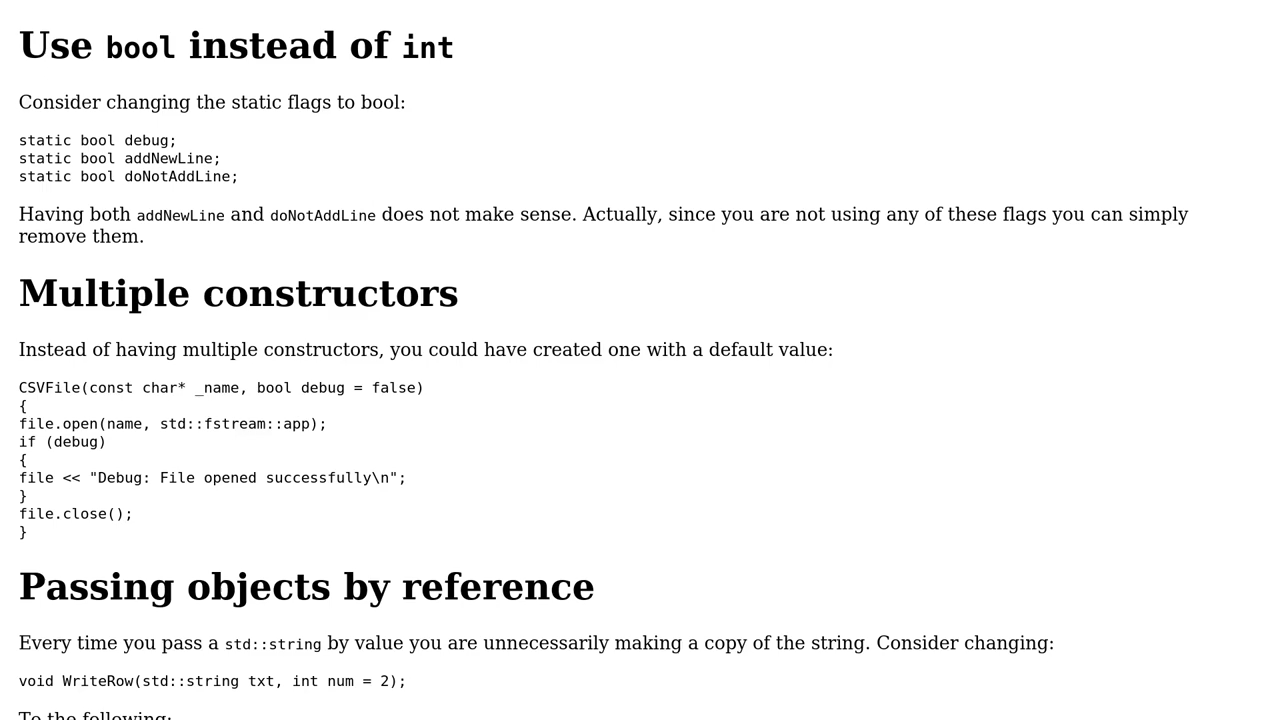 Use bool instead of int
Consider changing the static flags to bool:
static bool debug;
static bool addNewLine;
static bool doNotAddLine;
Having both addNewLine and doNotAddLine does not make sense. Actually, since you are not using any of these flags you can simply
remove them.
Multiple constructors
Instead of having multiple constructors, you could have created one with a default value:
CSVFile(const char* _name, bool debug = false)
{
file.open(name, std::fstream::app);
if (debug)
{
file << "Debug: File opened successfully\n";
}
file.close();
}
Passing objects by reference
Every time you pass a std::string by value you are unnecessarily making a copy of the string. Consider changing:
void WriteRow(std::string txt, int num = 2);
To the following: